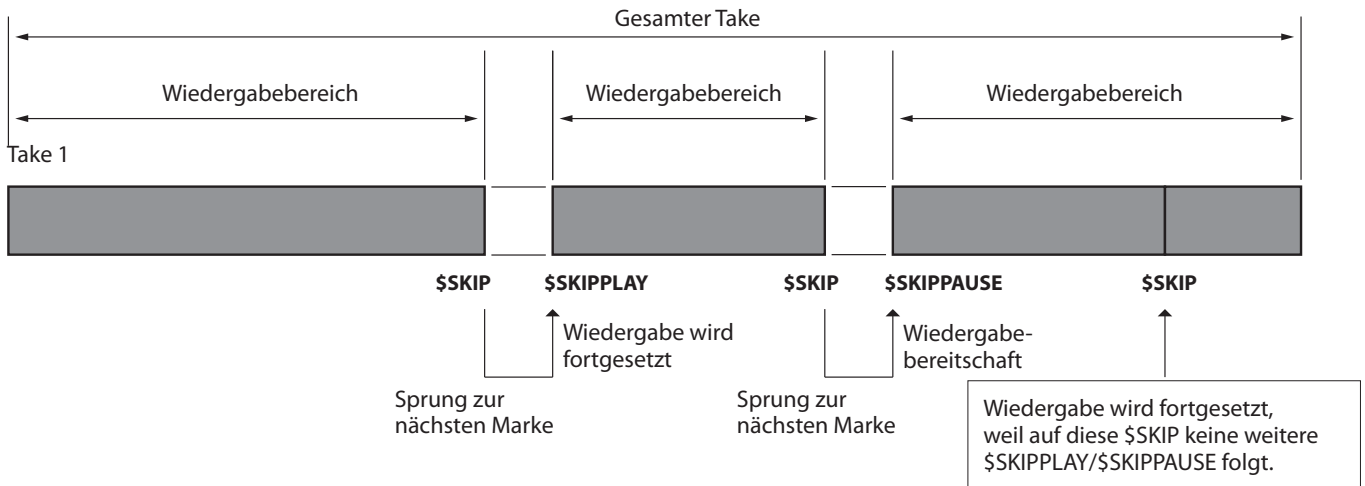 Gesamter Take
Wiedergabebereich
Wiedergabebereich
Wiedergabebereich
Take 1
$SKIP
$SKIPPLAY
$SKIP
$SKIPPAUSE
$SKIP
Wiedergabe wird
fortgesetzt
Wiedergabe-
bereitschaft
Sprung zur
nächsten Marke
Sprung zur
nächsten Marke
Wiedergabe wird fortgesetzt,
weil auf diese $SKIP keine weitere
$SKIPPLAY/$SKIPPAUSE folgt.